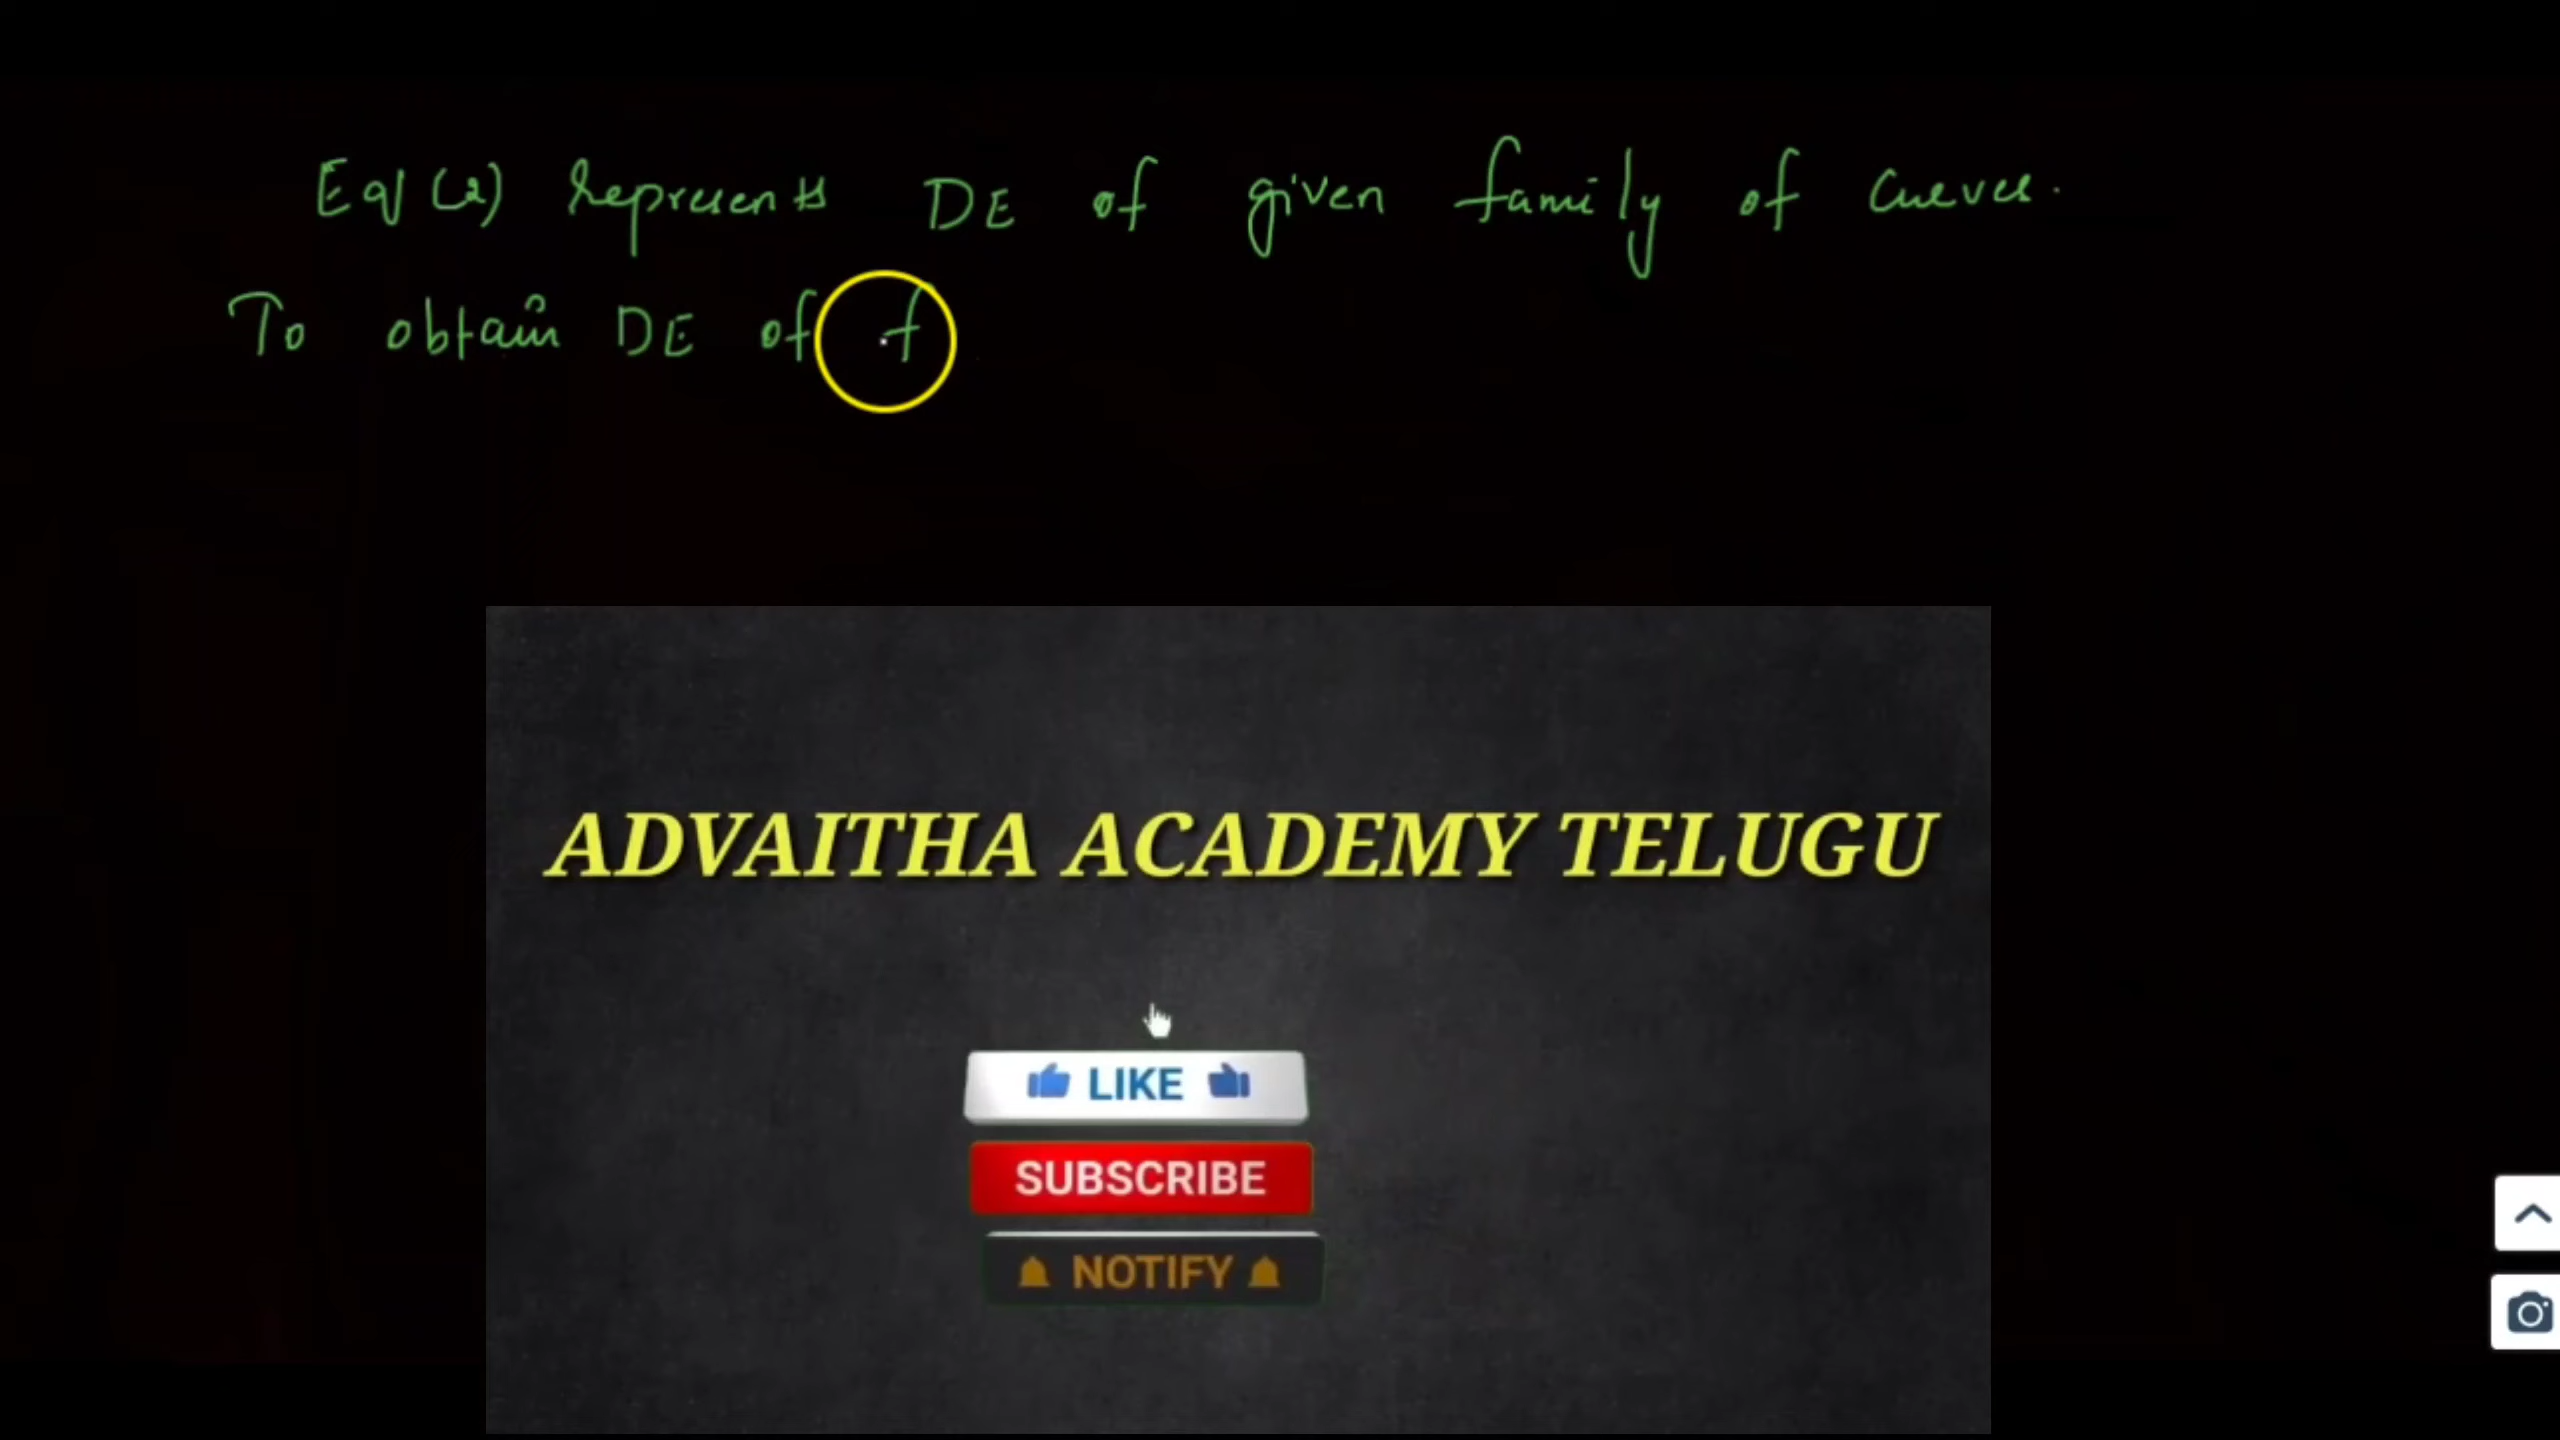 Eq (2) represents DE of given family of curves.
To obtain DE of f
ADVAITHA ACADEMY TELUGU
LIKE
SUBSCRIBE
NOTIFY